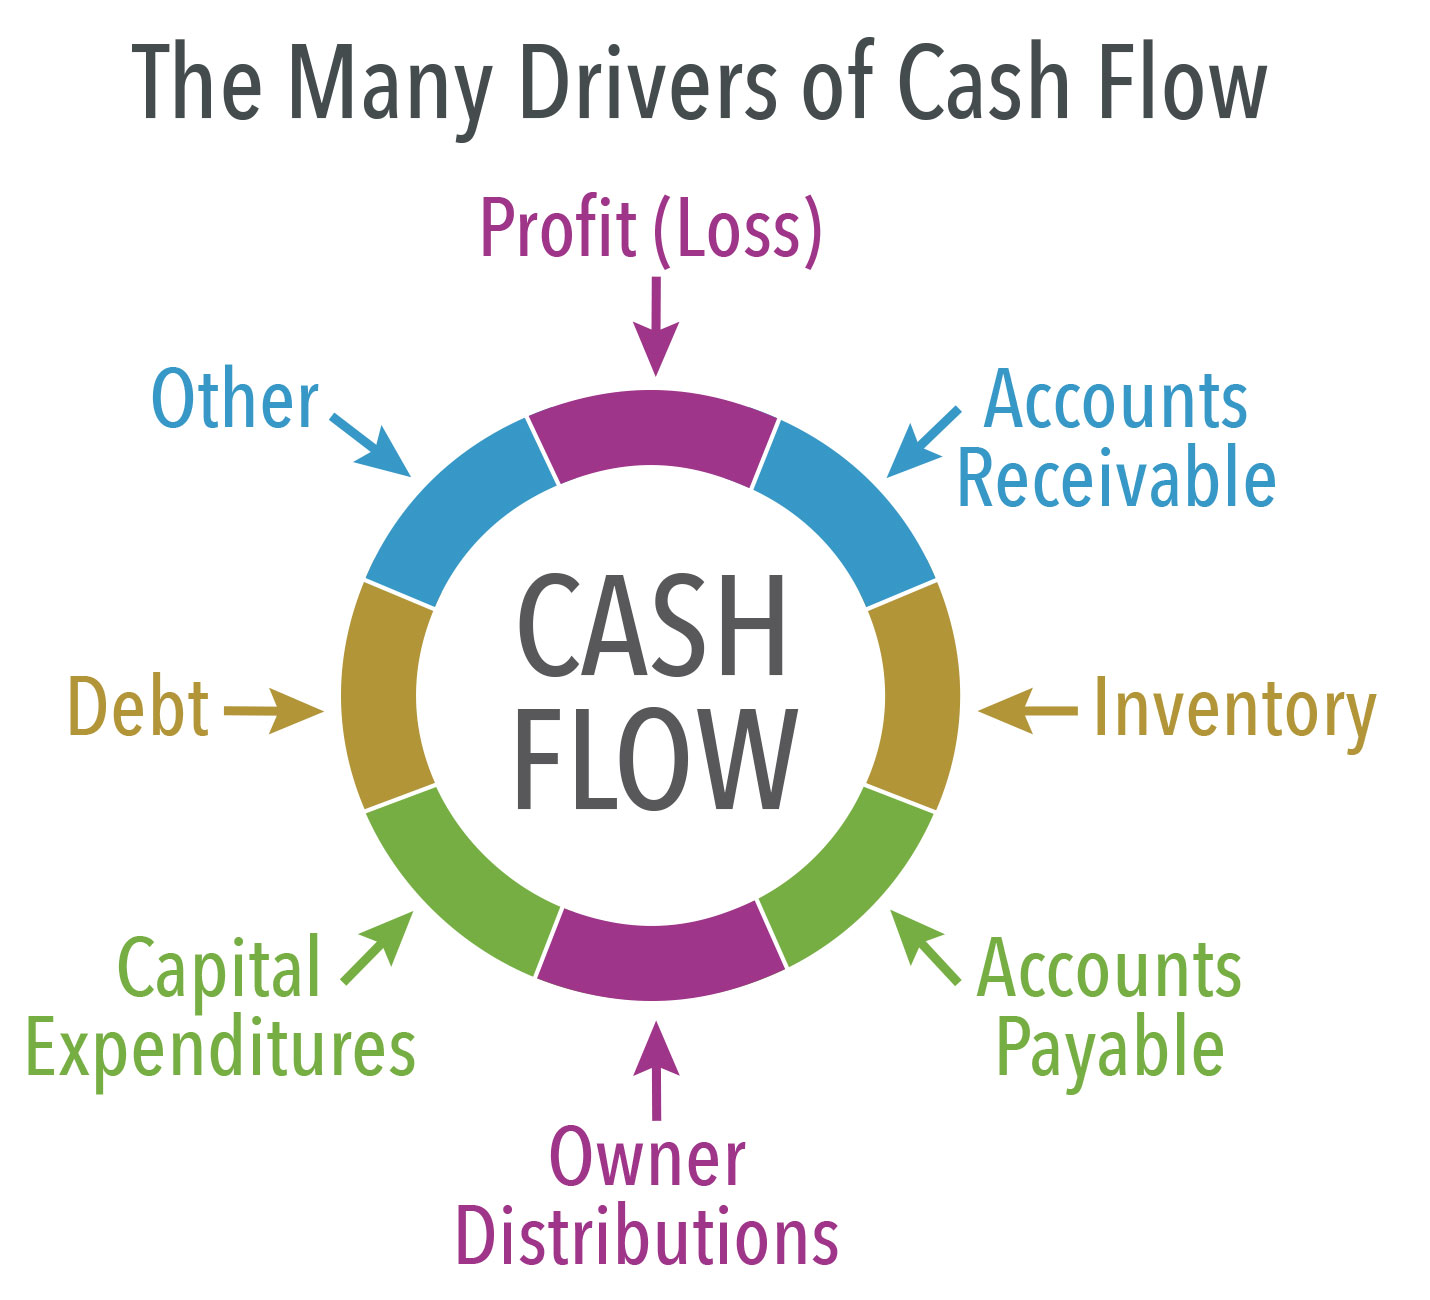 The Many Drivers of Cash Flow
Profit (Loss)
Other
Accounts
Receivable
CASH
FLOW
Debt
Inventory
Capital
Expenditures
Accounts
Payable
Owner
Distributions